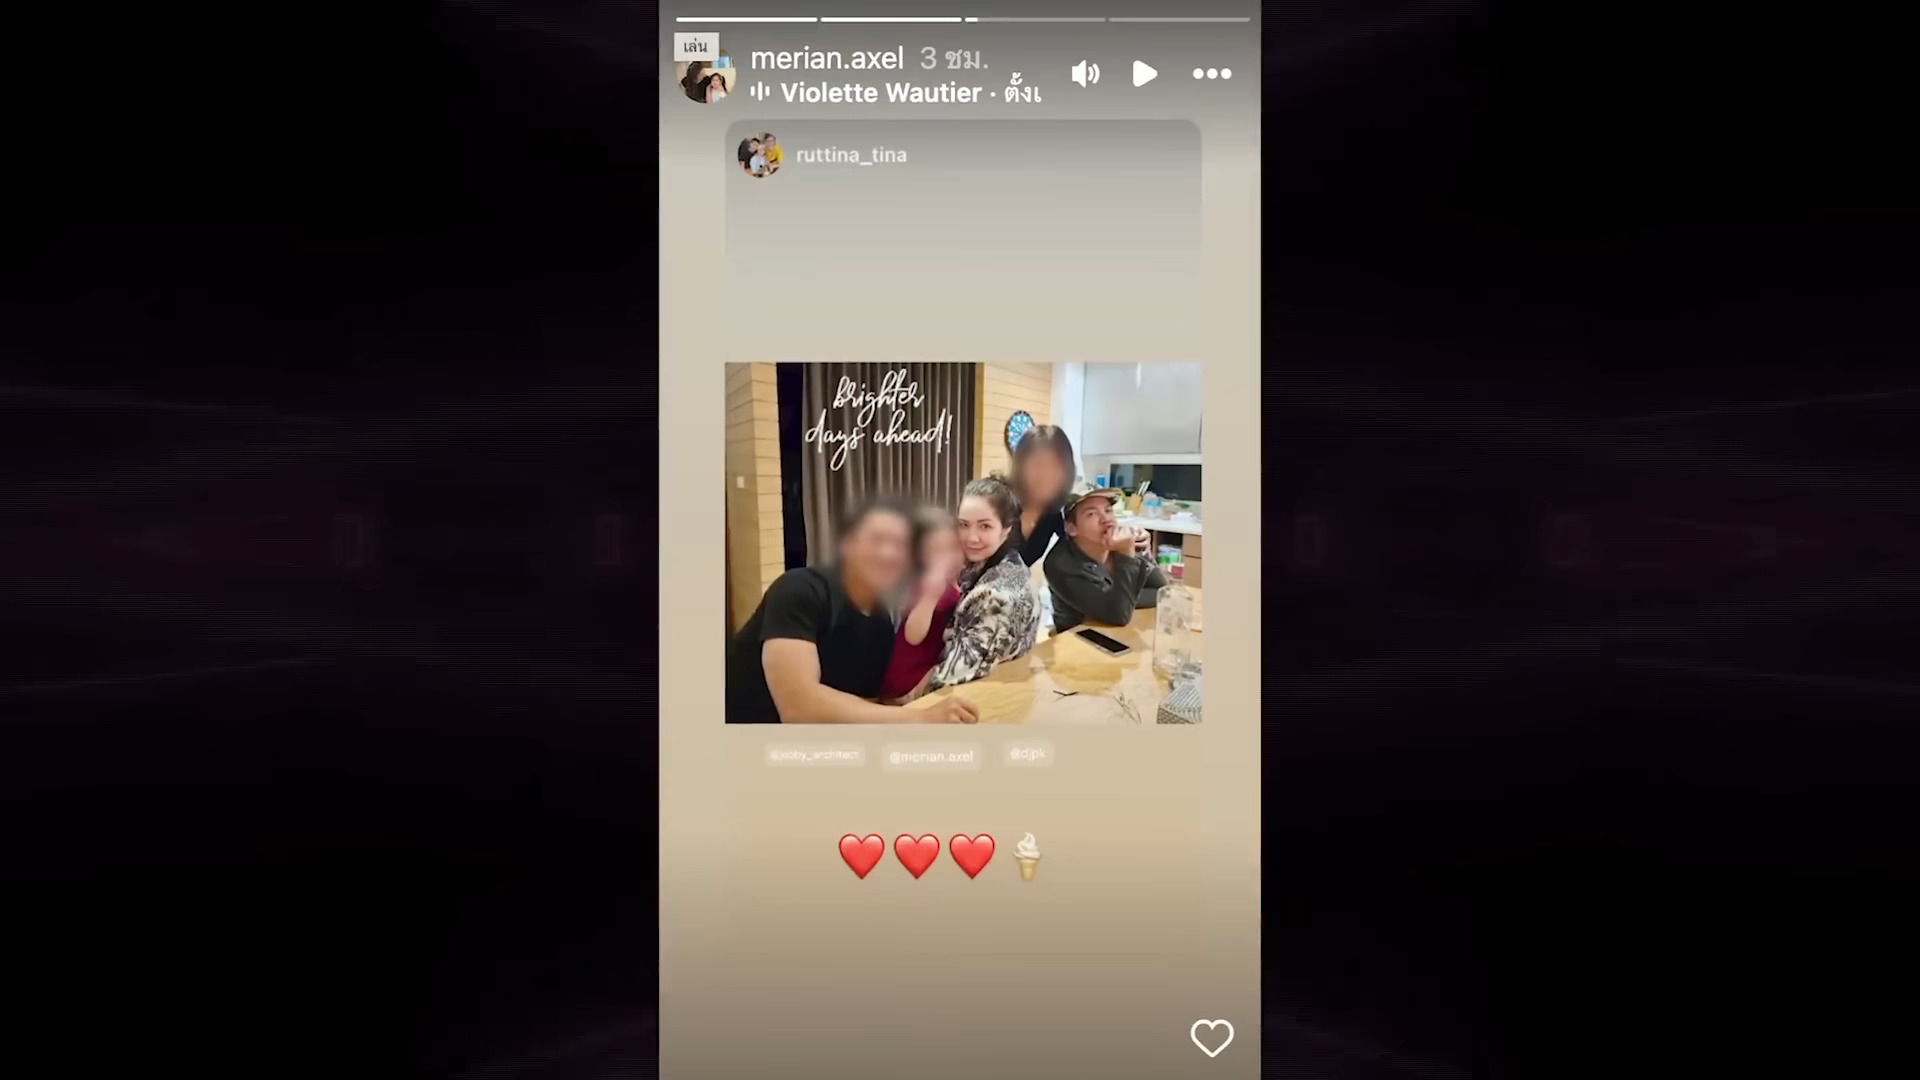 เล่น
merian.axel 3 ชม.
Violette Wautier · ตั้งเ
ruttina_tina
brighter
days ahead!
@merian.axel
@djpk